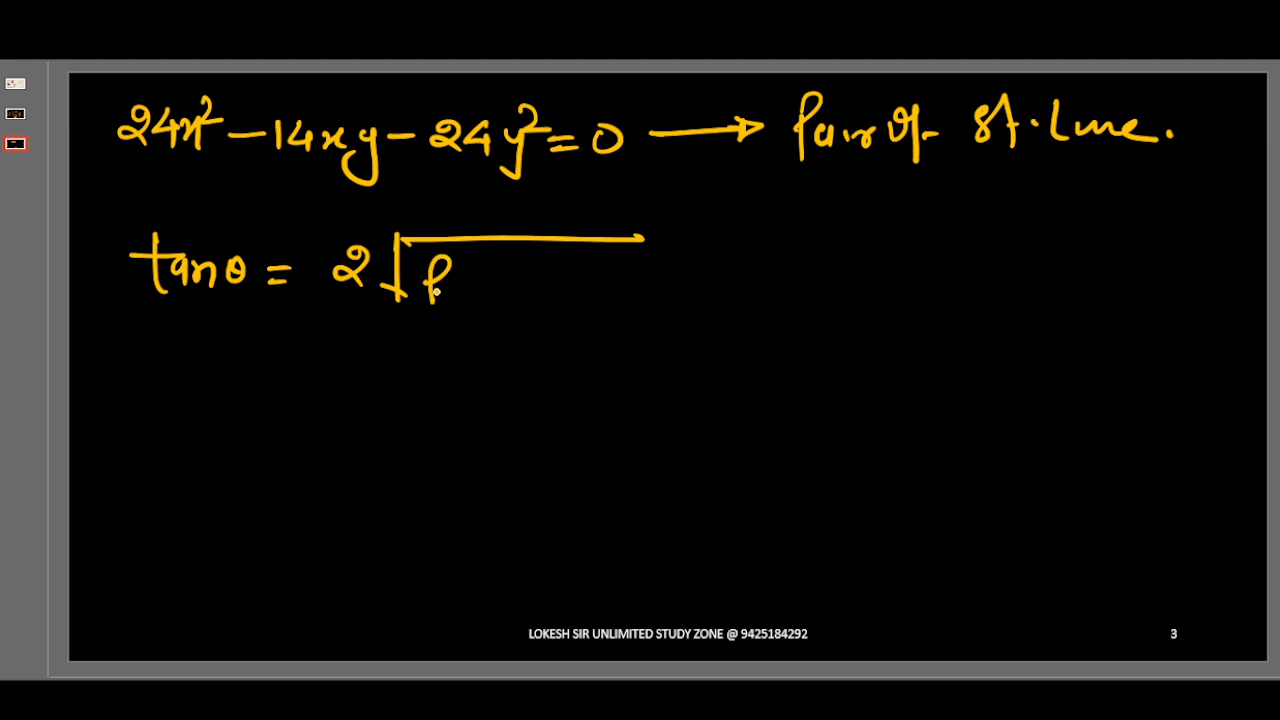 24x² – 14xy – 24y² = 0 ⟶ Pair of St. Line.
tanθ = 2√
LOKESH SIR UNLIMITED STUDY ZONE @ 9425184292
3